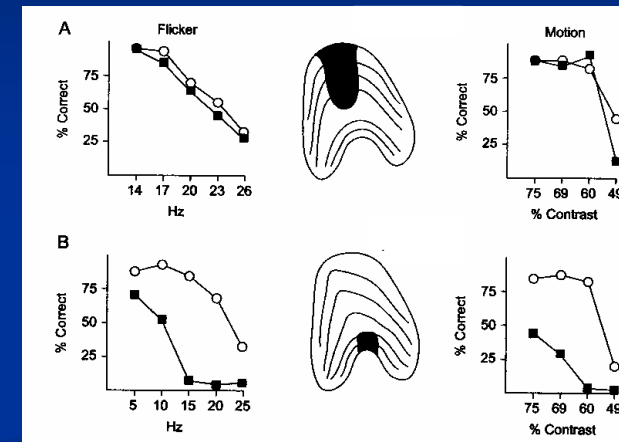 A
Flicker
Motion
% Correct
75
50
25
14 17 20 23 26
Hz
% Correct
75
50
25
75 69 60 49
% Contrast
B
% Correct
75
50
25
5 10 15 20 25
Hz
% Correct
75
50
25
75 69 60 49
% Contrast